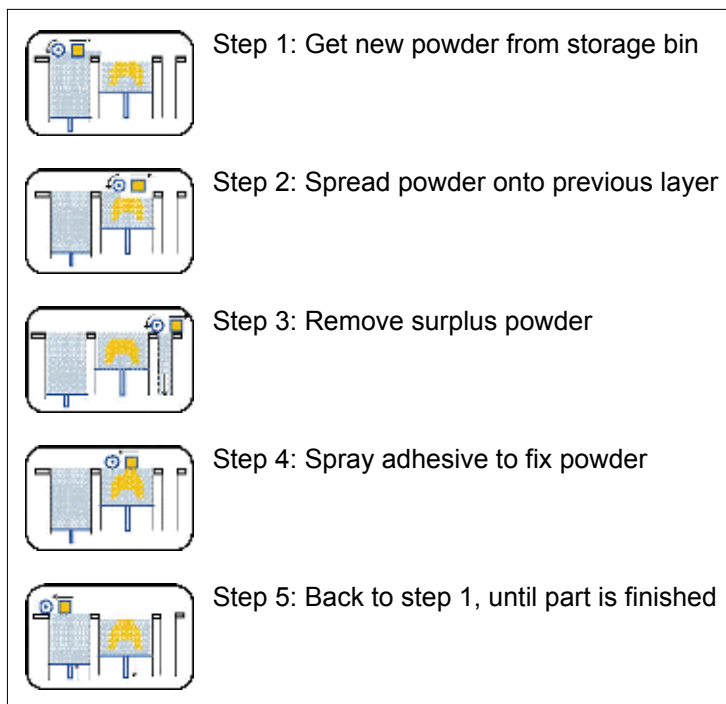 Step 1: Get new powder from storage bin
Step 2: Spread powder onto previous layer
Step 3: Remove surplus powder
Step 4: Spray adhesive to fix powder
Step 5: Back to step 1, until part is finished